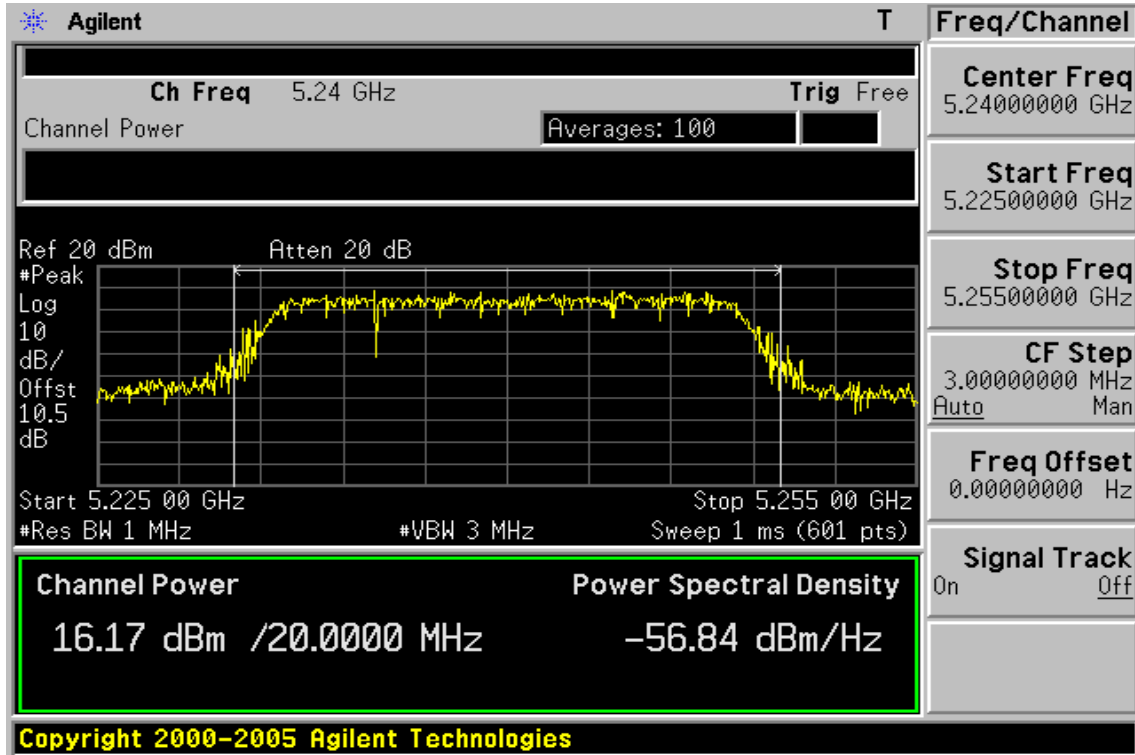 Agilent T
Ch Freq 5.24 GHz Trig Free
Channel Power Averages: 100
Ref 20 dBm Atten 20 dB
#Peak
Log
10
dB/
Offst
10.5
dB
Start 5.225 00 GHz Stop 5.255 00 GHz
#Res BW 1 MHz #VBW 3 MHz Sweep 1 ms (601 pts)
Channel Power Power Spectral Density
16.17 dBm /20.0000 MHz -56.84 dBm/Hz
Copyright 2000-2005 Agilent Technologies
Freq/Channel
Center Freq
5.24000000 GHz
Start Freq
5.22500000 GHz
Stop Freq
5.25500000 GHz
CF Step
3.00000000 MHz
Auto Man
Freq Offset
0.00000000 Hz
Signal Track
On Off